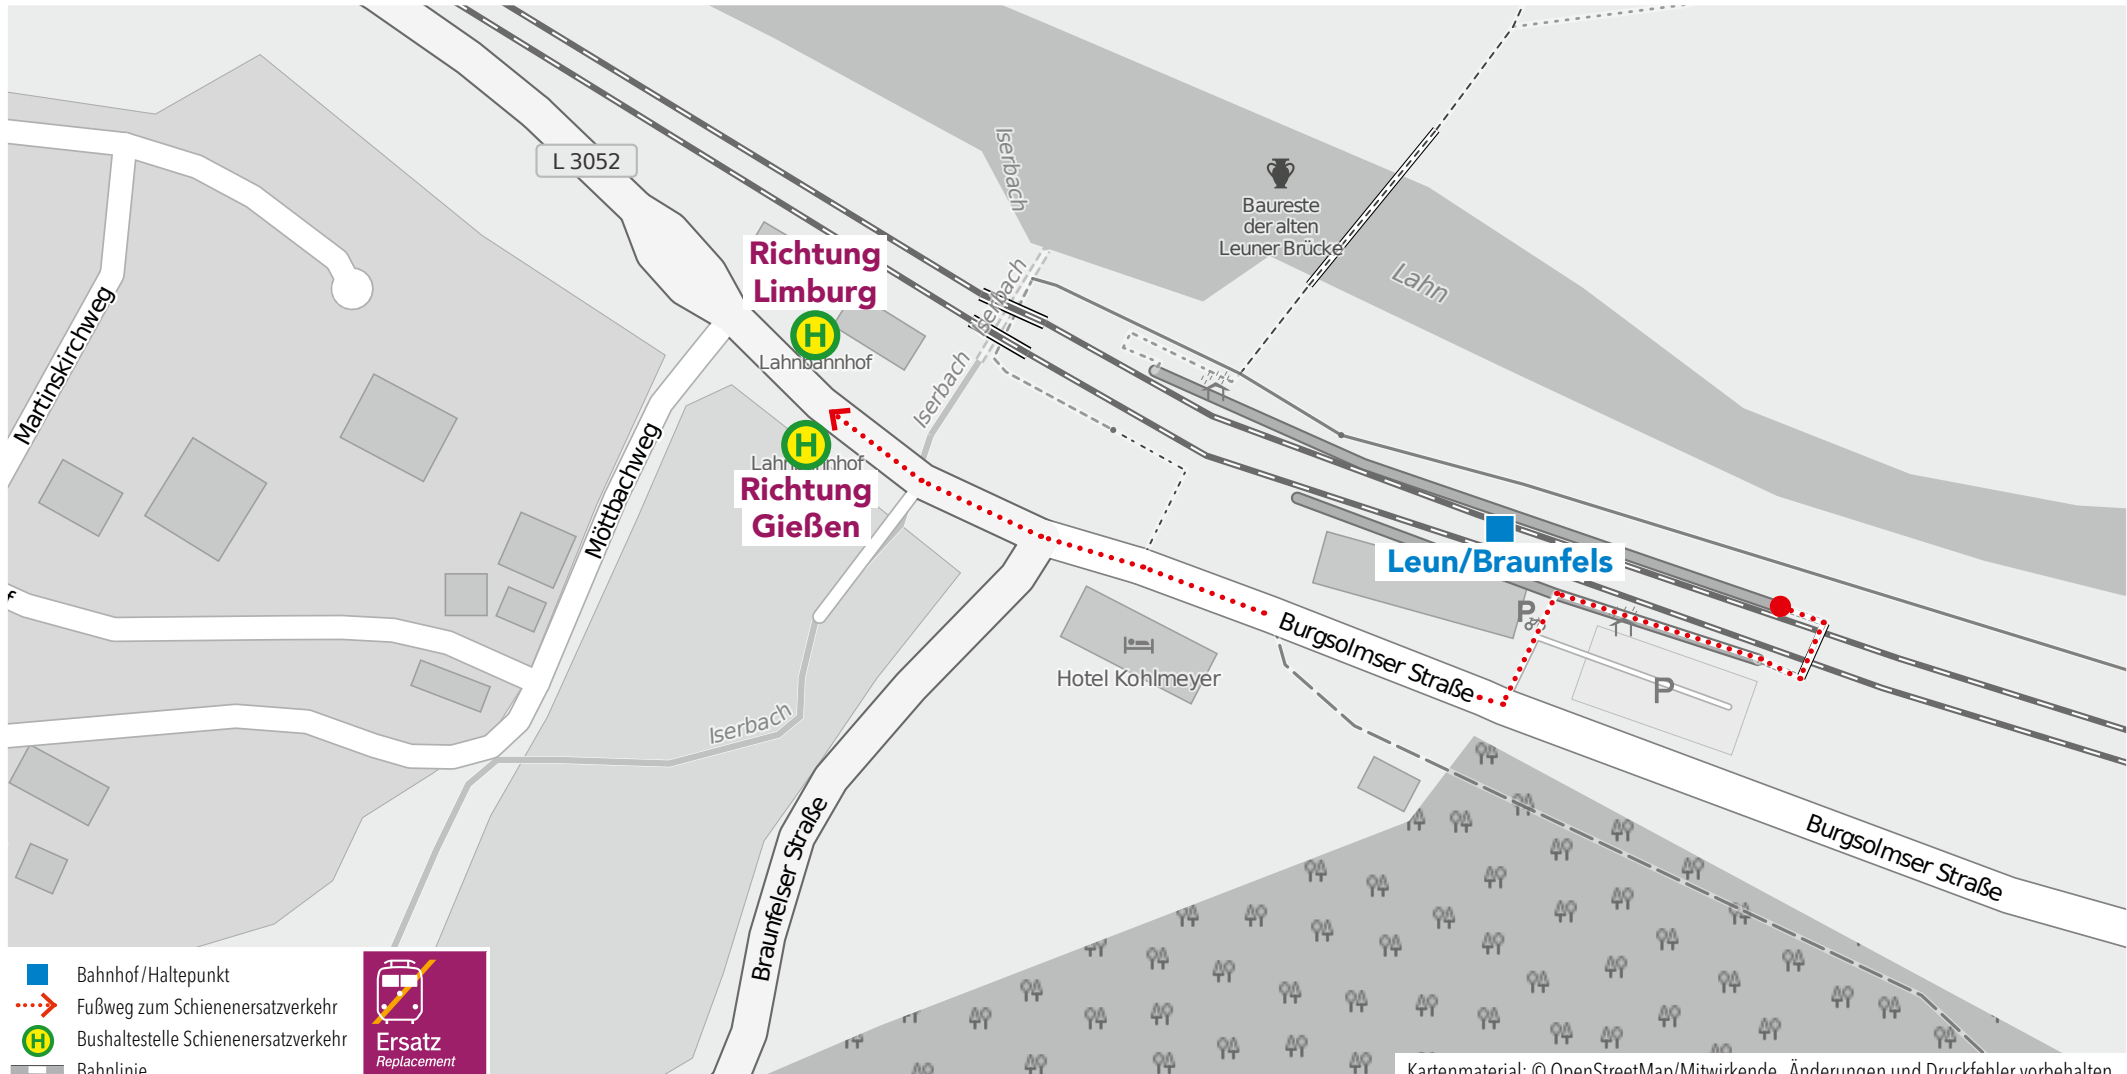 L 3052
Iserbach
Baureste
der alten
Leuner Brücke
Lahn
Richtung
Limburg
H
Lahnbahnhof
Iserbach
Iserbach
Martinskirchweg
Möttbachweg
H
Richtung
Gießen
Leun/Braunfels
P
P
Burgsolmser Straße
Hotel Kohlmeyer
Iserbach
Braunfelser Straße
Burgsolmser Straße
Bahnhof/Haltepunkt
Fußweg zum Schienenersatzverkehr
H
Bushaltestelle Schienenersatzverkehr
Bahnlinie
Ersatz
Replacement
Kartenmaterial: © OpenStreetMap/Mitwirkende, Änderungen und Druckfehler vorbehalten